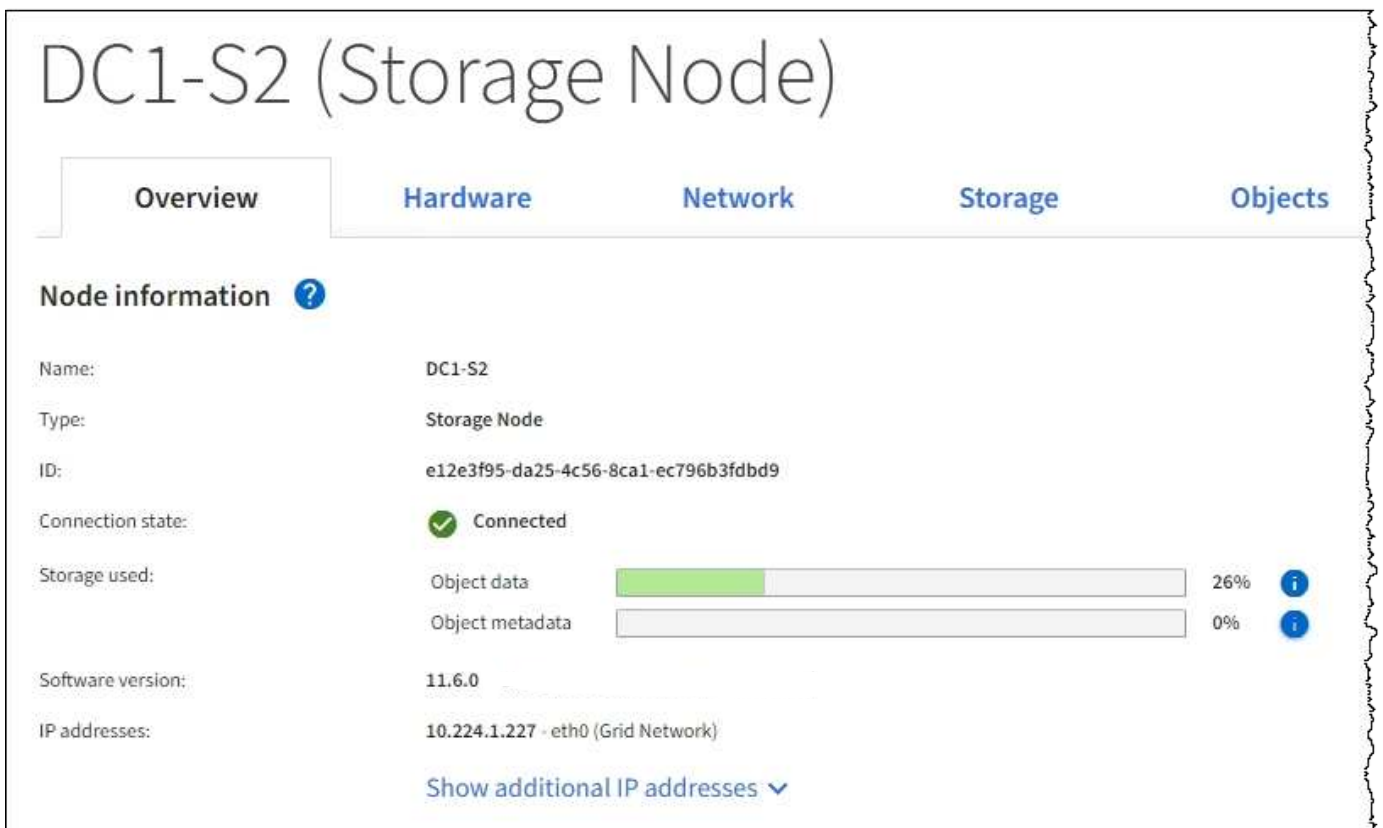 DC1-S2 (Storage Node)
Overview Hardware Network Storage Objects
Node information ?
Name: DC1-S2
Type: Storage Node
ID: e12e3f95-da25-4c56-8ca1-ec796b3fdbd9
Connection state: Connected
Storage used: Object data 26% i
Object metadata 0% i
Software version: 11.6.0
IP addresses: 10.224.1.227 - eth0 (Grid Network)
Show additional IP addresses